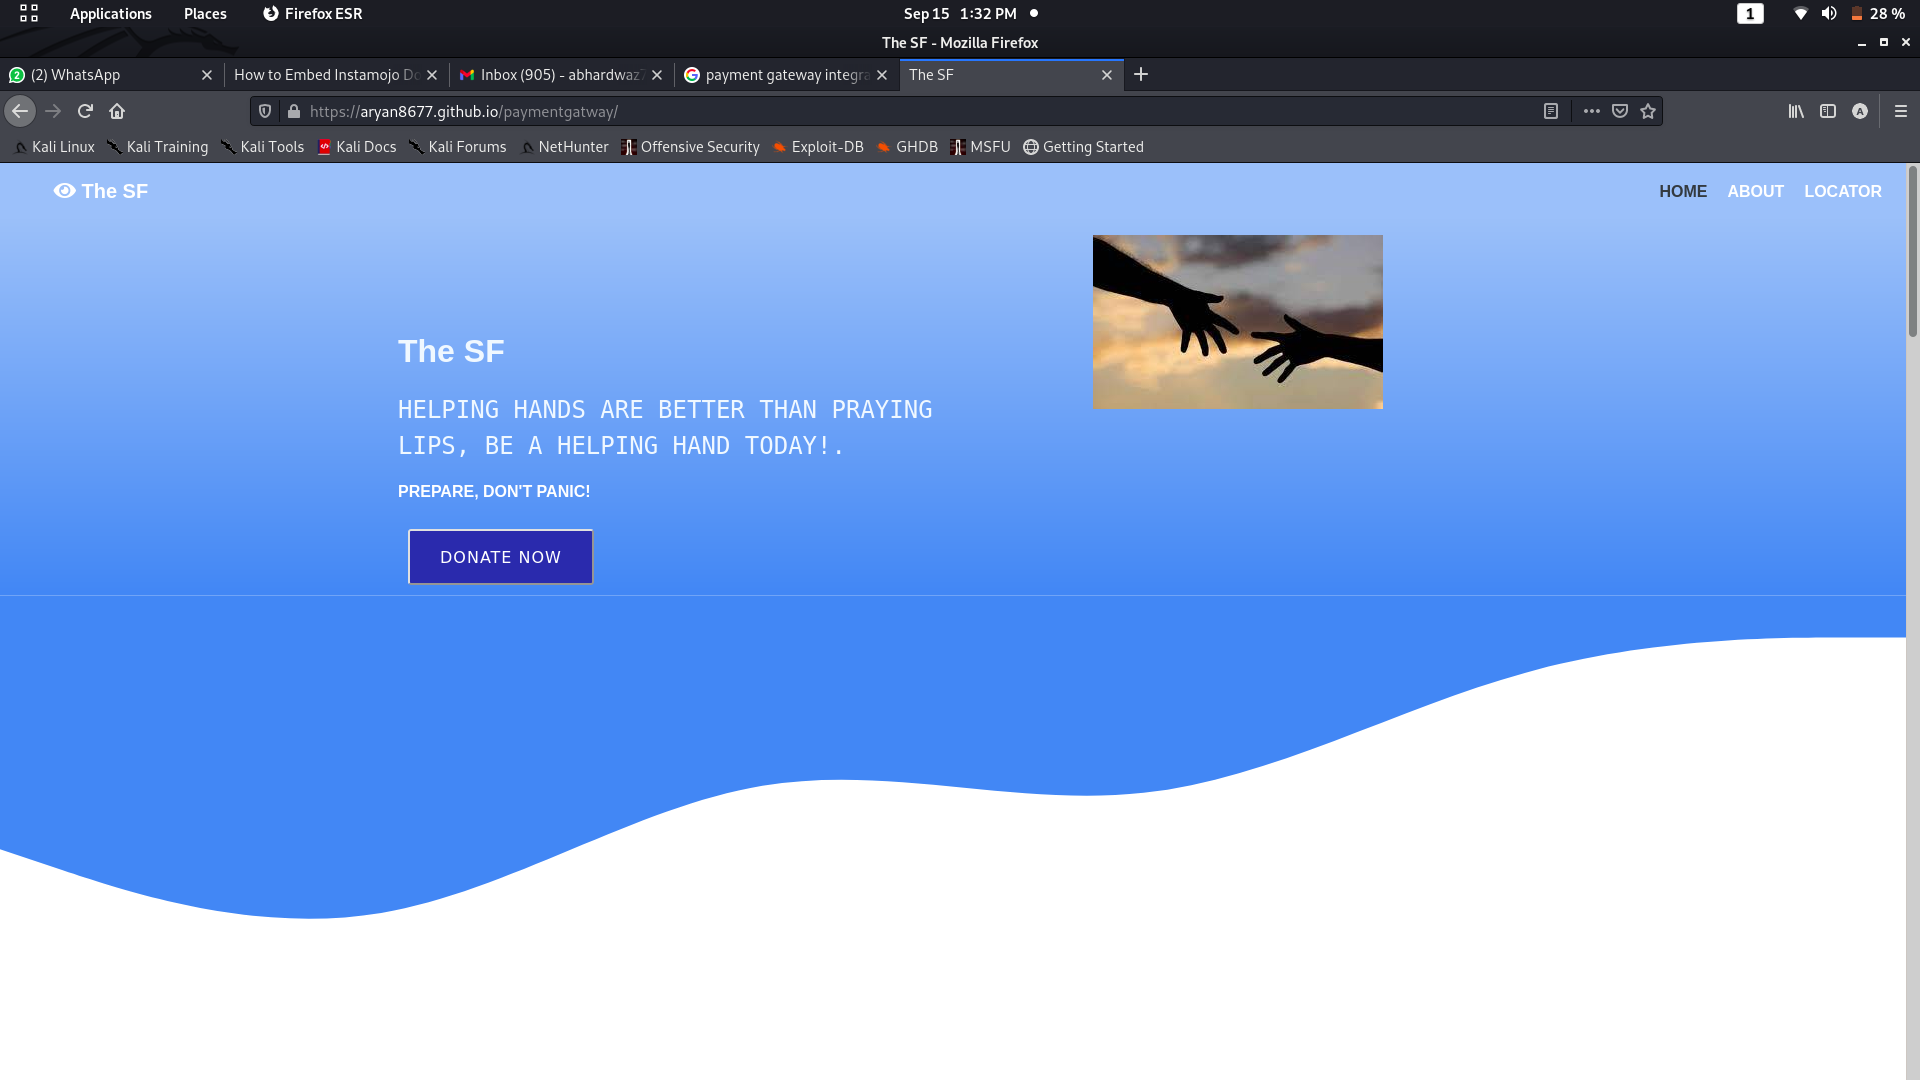 Applications Places Firefox ESR Sep 15 1:32 PM 1 28 %
The SF - Mozilla Firefox
(2) WhatsApp How to Embed Instamojo Do Inbox (905) - abhardwaz7 payment gateway integra The SF
https://aryan8677.github.io/paymentgatway/
Kali Linux Kali Training Kali Tools Kali Docs Kali Forums NetHunter Offensive Security Exploit-DB GHDB MSFU Getting Started
The SF HOME ABOUT LOCATOR
The SF
HELPING HANDS ARE BETTER THAN PRAYING
LIPS, BE A HELPING HAND TODAY!.
PREPARE, DON'T PANIC!
DONATE NOW